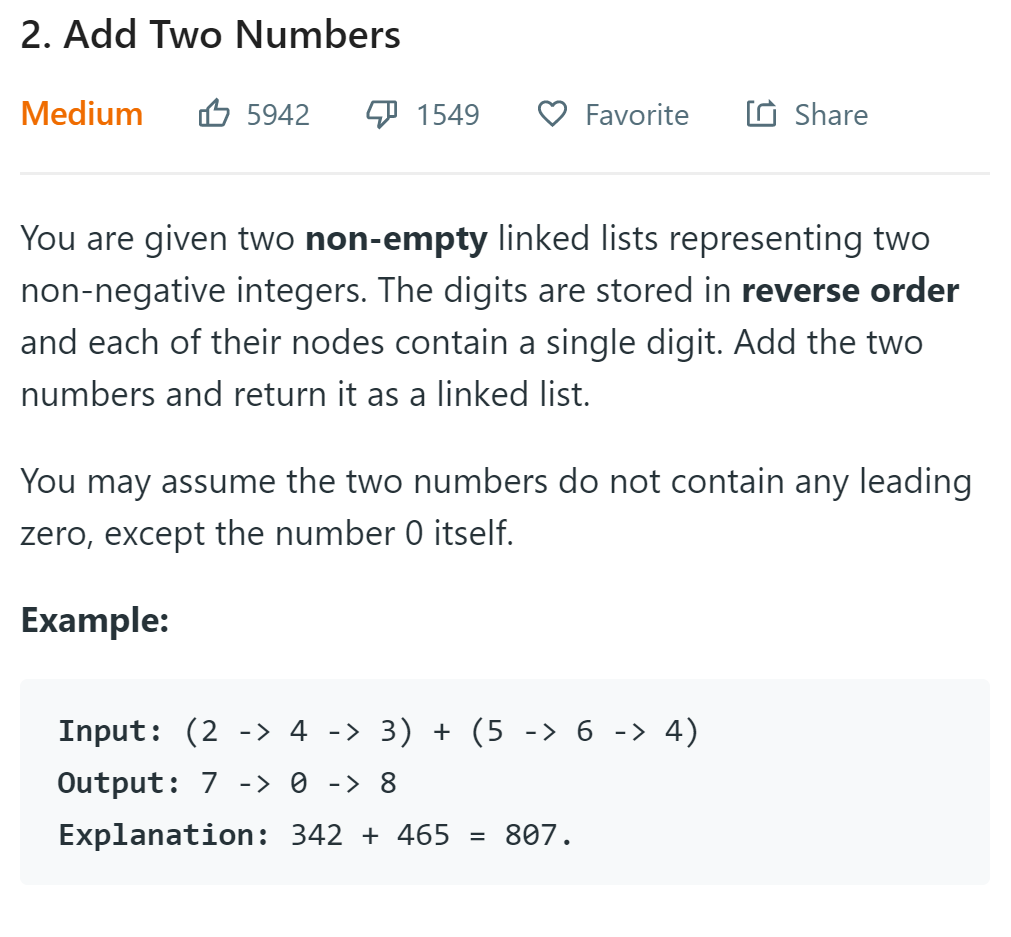 2. Add Two Numbers
Medium 5942 1549 Favorite Share
You are given two non-empty linked lists representing two
non-negative integers. The digits are stored in reverse order
and each of their nodes contain a single digit. Add the two
numbers and return it as a linked list.
You may assume the two numbers do not contain any leading
zero, except the number 0 itself.
Example:
Input: (2 -> 4 -> 3) + (5 -> 6 -> 4)
Output: 7 -> 0 -> 8
Explanation: 342 + 465 = 807.